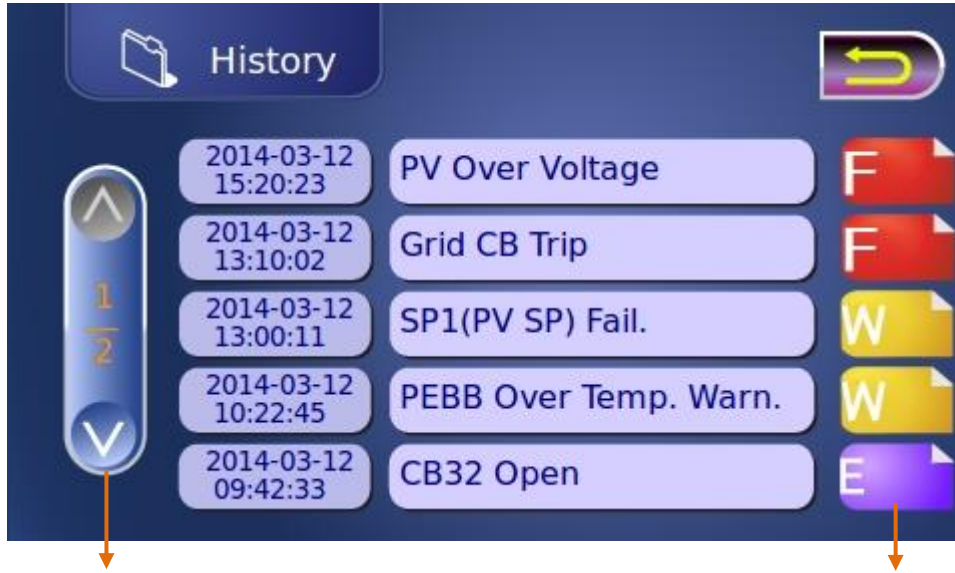 History
2014-03-12
15:20:23
PV Over Voltage
F
2014-03-12
13:10:02
Grid CB Trip
F
1
2
2014-03-12
13:00:11
SP1(PV SP) Fail.
W
2014-03-12
10:22:45
PEBB Over Temp. Warn.
W
2014-03-12
09:42:33
CB32 Open
E